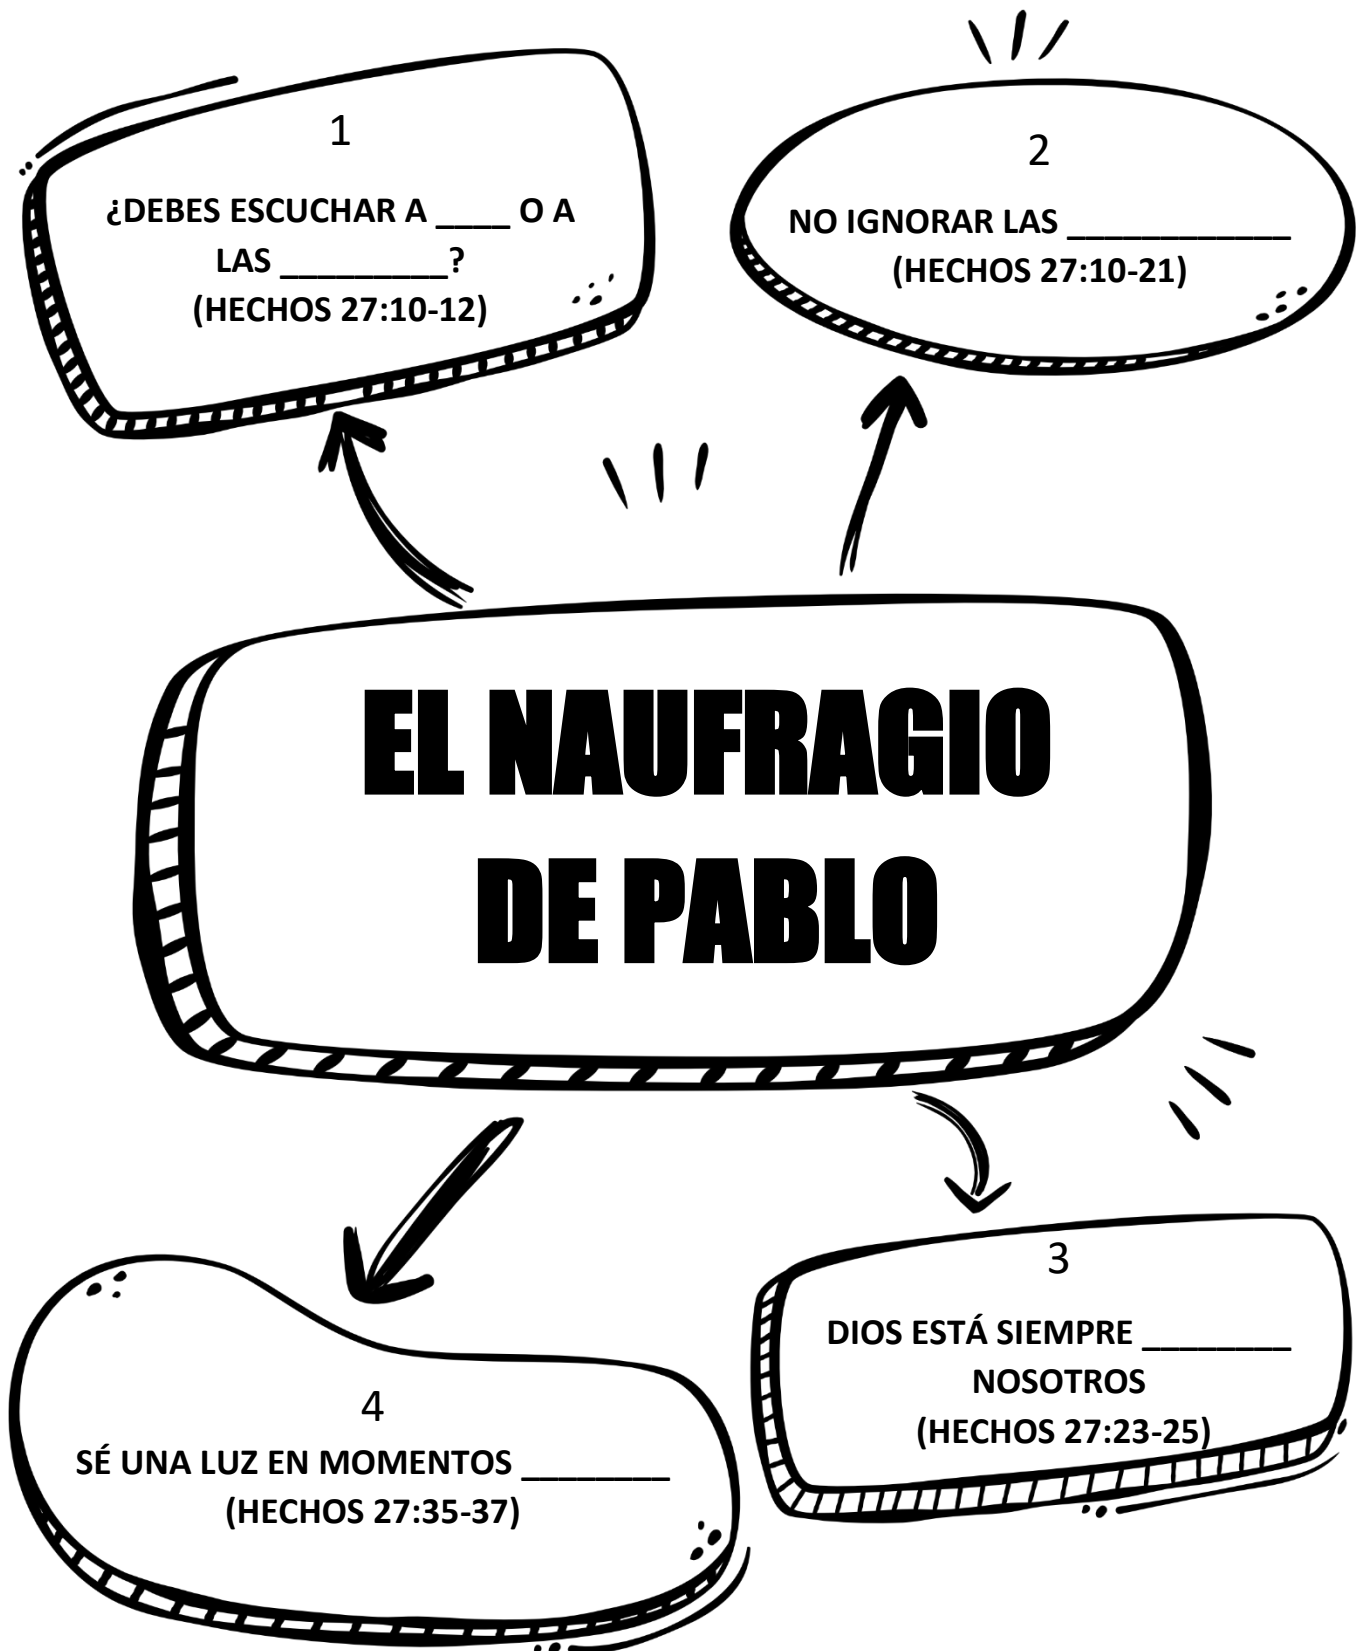 1
¿DEBES ESCUCHAR A ____ O A
LAS _________?
(HECHOS 27:10-12)
2
NO IGNORAR LAS ____________
(HECHOS 27:10-21)
EL NAUFRAGIO
DE PABLO
3
DIOS ESTÁ SIEMPRE ________
NOSOTROS
(HECHOS 27:23-25)
4
SÉ UNA LUZ EN MOMENTOS ________
(HECHOS 27:35-37)